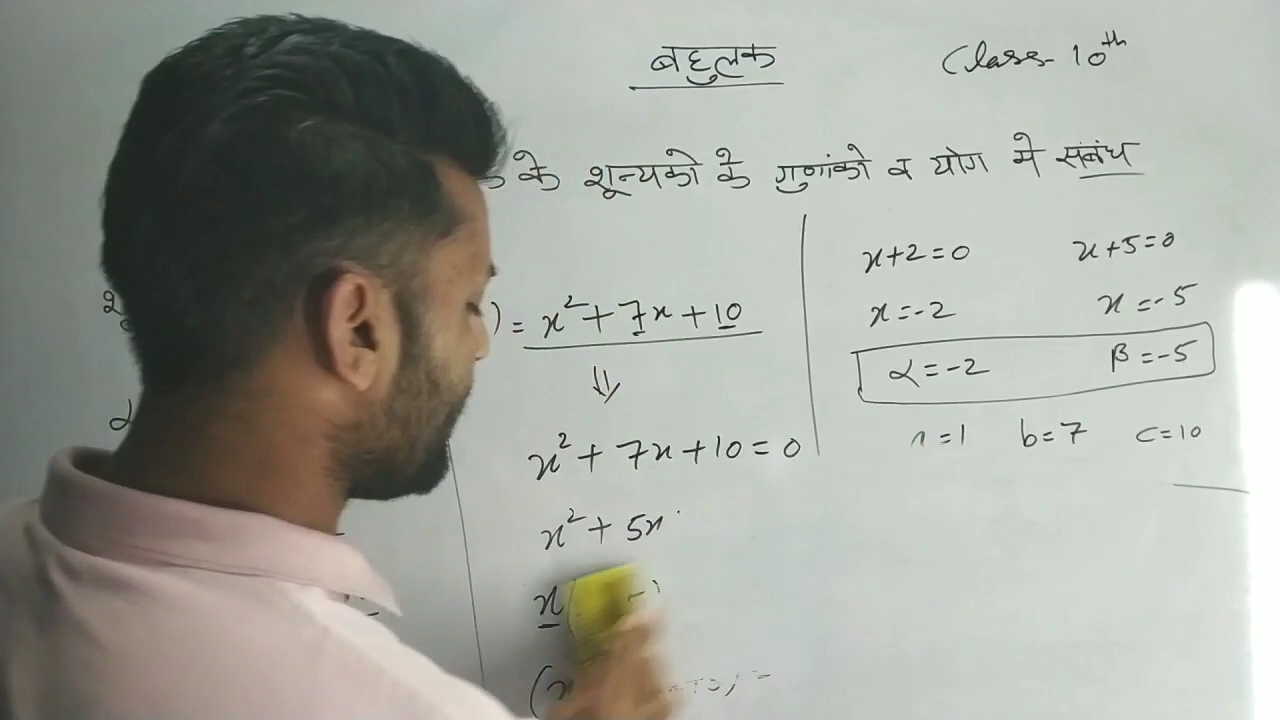 बहुलक
Class- 10th
के शून्यको के गुणांको व योग मे संबंध
) = x² + 7x + 10
x² + 7x + 10 = 0
x² + 5x
x
(x
x+2=0 x+5=0
x=-2 x=-5
α=-2 β=-5
=1 b=7 c=10